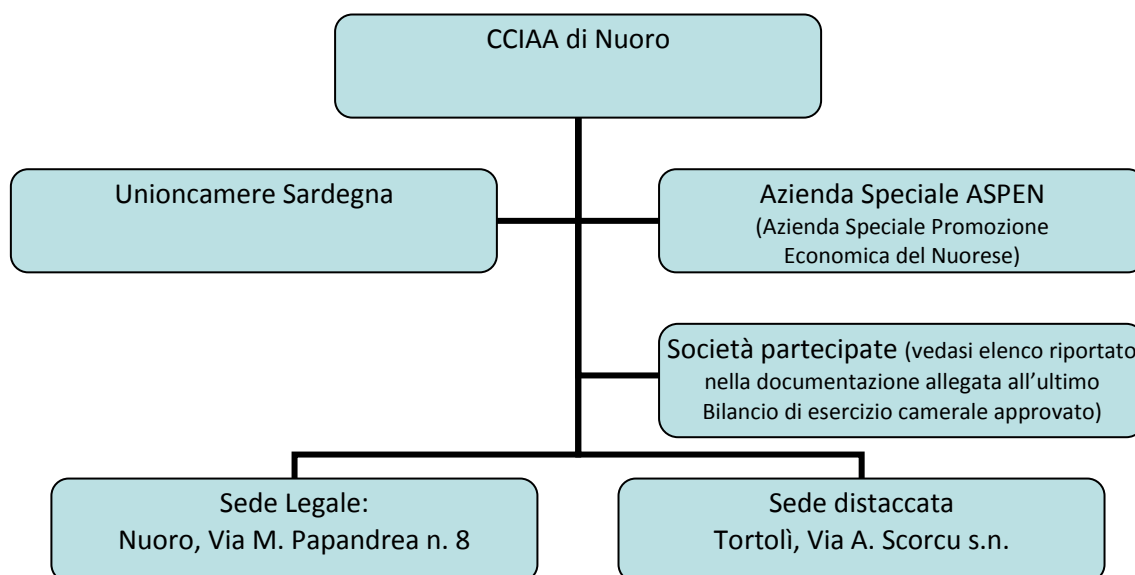 CCIAA di Nuoro
Unioncamere Sardegna
Azienda Speciale ASPEN
(Azienda Speciale Promozione
Economica del Nuorese)
Società partecipate (vedasi elenco riportato
nella documentazione allegata all’ultimo
Bilancio di esercizio camerale approvato)
Sede Legale:
Nuoro, Via M. Papandrea n. 8
Sede distaccata
Tortolì, Via A. Scorcu s.n.